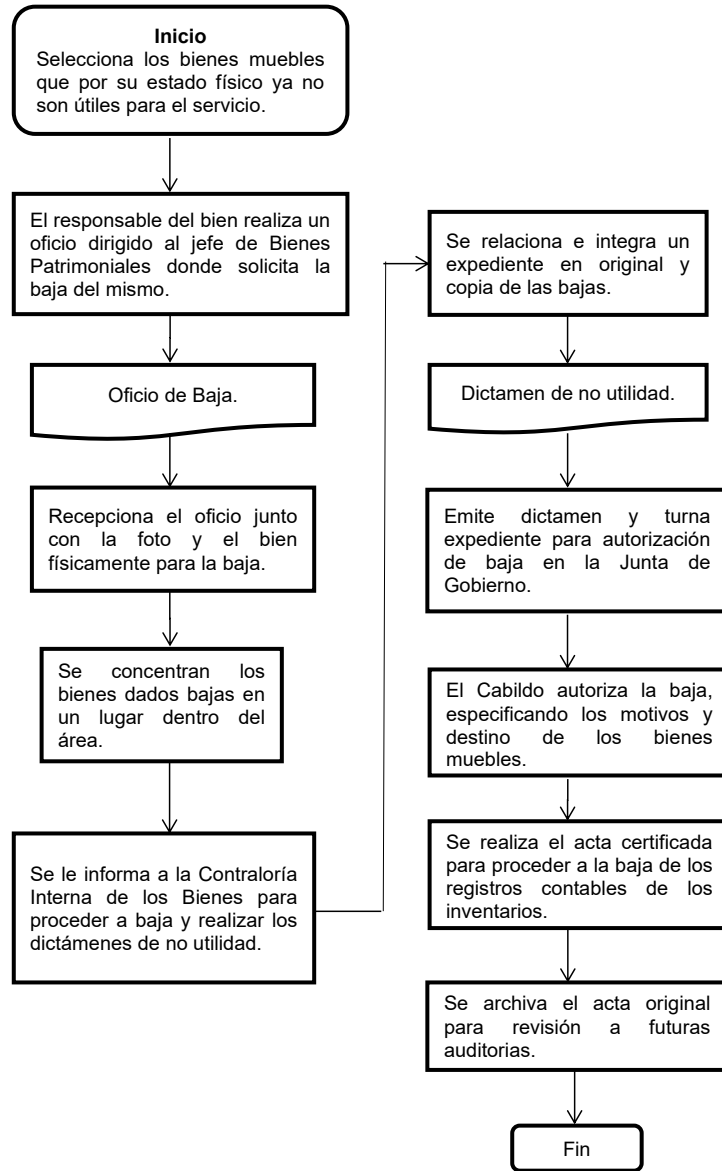 Inicio
Selecciona los bienes muebles
que por su estado físico ya no
son útiles para el servicio.
El responsable del bien realiza un
oficio dirigido al jefe de Bienes
Patrimoniales donde solicita la
baja del mismo.
Oficio de Baja.
Recepciona el oficio junto
con la foto y el bien
físicamente para la baja.
Se concentran los
bienes dados bajas en
un lugar dentro del
área.
Se le informa a la Contraloría
Interna de los Bienes para
proceder a baja y realizar los
dictámenes de no utilidad.
Se relaciona e integra un
expediente en original y
copia de las bajas.
Dictamen de no utilidad.
Emite dictamen y turna
expediente para autorización
de baja en la Junta de
Gobierno.
El Cabildo autoriza la baja,
especificando los motivos y
destino de los bienes
muebles.
Se realiza el acta certificada
para proceder a la baja de los
registros contables de los
inventarios.
Se archiva el acta original
para revisión a futuras
auditorias.
Fin